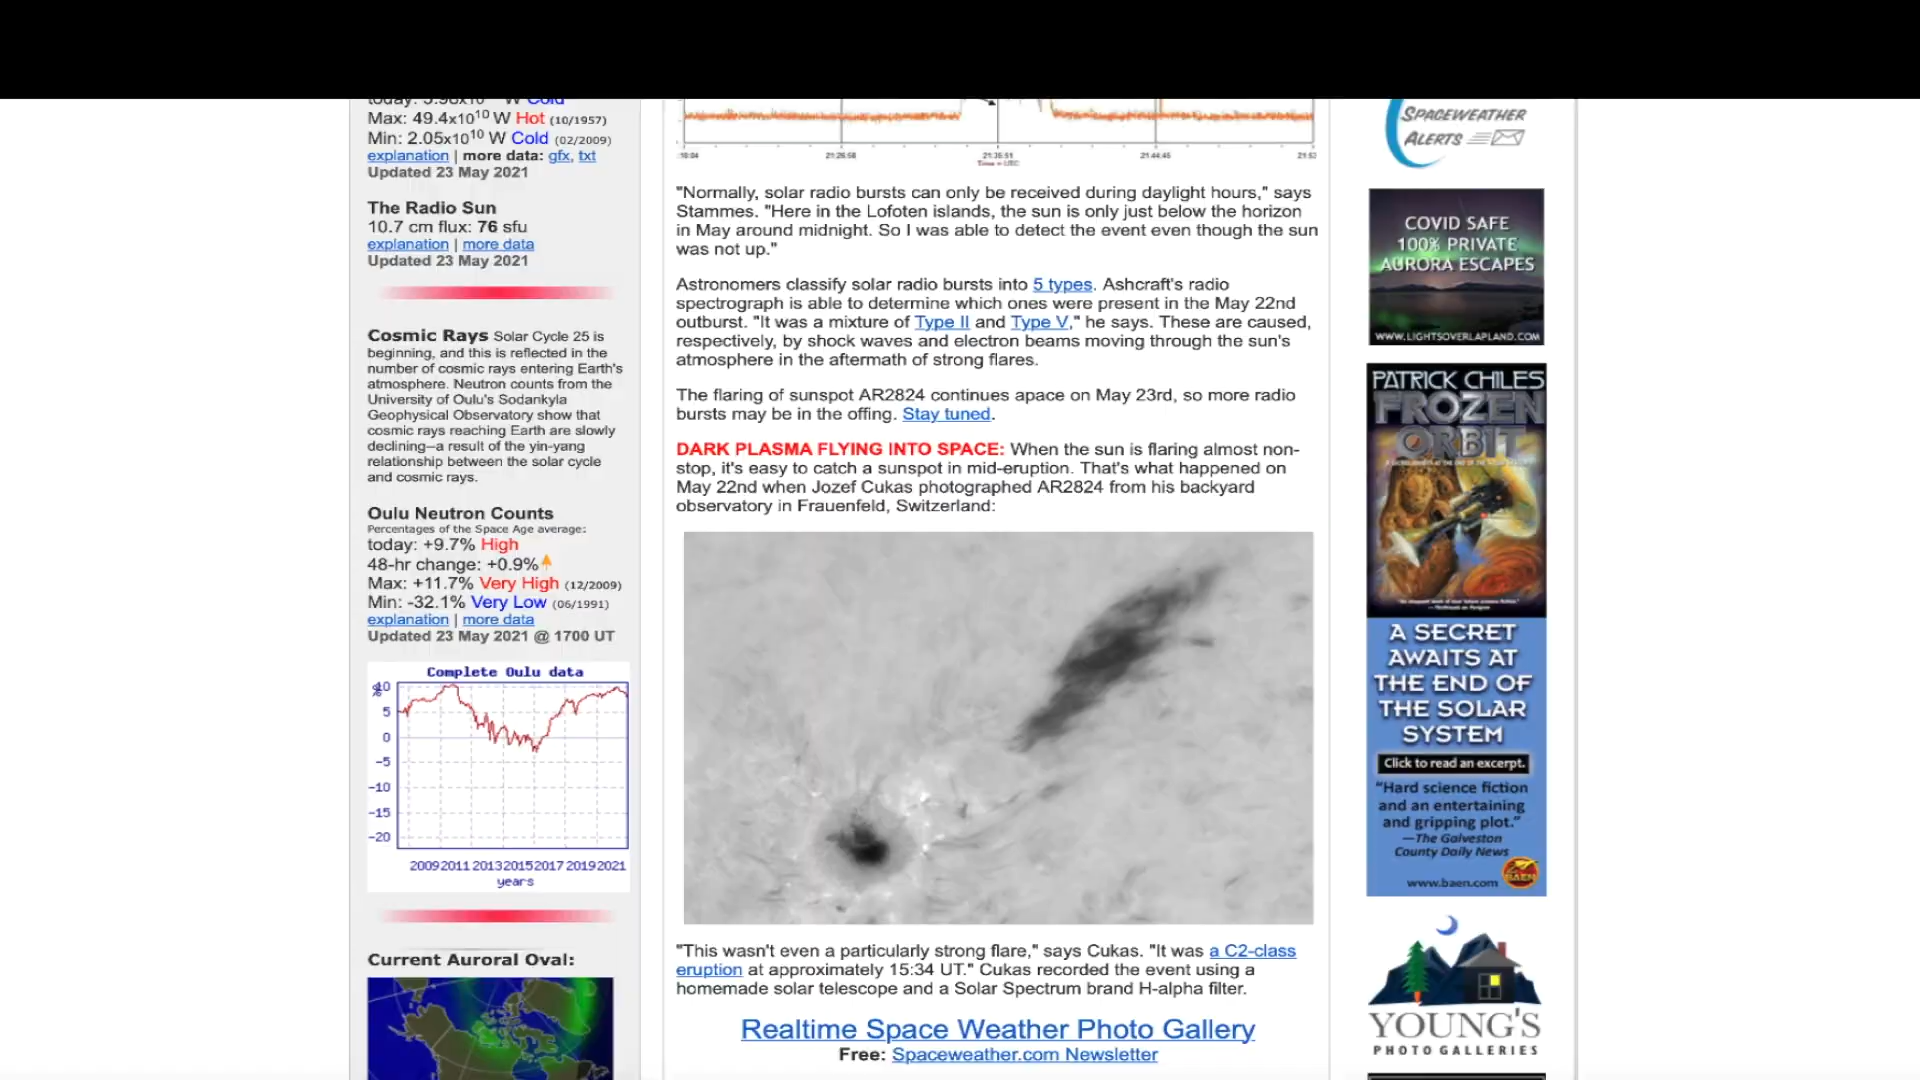 Max: 49.4x10¹⁰ W Hot (10/1957)
Min: 2.05x10¹⁰ W Cold (02/2009)
explanation | more data: gfx, txt
Updated 23 May 2021
The Radio Sun
10.7 cm flux: 76 sfu
explanation | more data
Updated 23 May 2021
Cosmic Rays Solar Cycle 25 is
beginning, and this is reflected in the
number of cosmic rays entering Earth's
atmosphere. Neutron counts from the
University of Oulu's Sodankyla
Geophysical Observatory show that
cosmic rays reaching Earth are slowly
declining—a result of the yin-yang
relationship between the solar cycle
and cosmic rays.
Oulu Neutron Counts
Percentages of the Space Age average:
today: +9.7% High
48-hr change: +0.9%
Max: +11.7% Very High (12/2009)
Min: -32.1% Very Low (06/1991)
explanation | more data
Updated 23 May 2021 @ 1700 UT
Complete Oulu data
%
10
5
0
-5
-10
-15
-20
2009 2011 2013 2015 2017 2019 2021
years
Current Auroral Oval:
21:26:58 21:35:51 21:44:45
"Normally, solar radio bursts can only be received during daylight hours," says
Stammes. "Here in the Lofoten islands, the sun is only just below the horizon
in May around midnight. So I was able to detect the event even though the sun
was not up."
Astronomers classify solar radio bursts into 5 types. Ashcraft's radio
spectrograph is able to determine which ones were present in the May 22nd
outburst. "It was a mixture of Type II and Type V," he says. These are caused,
respectively, by shock waves and electron beams moving through the sun's
atmosphere in the aftermath of strong flares.
The flaring of sunspot AR2824 continues apace on May 23rd, so more radio
bursts may be in the offing. Stay tuned.
DARK PLASMA FLYING INTO SPACE: When the sun is flaring almost non-
stop, it's easy to catch a sunspot in mid-eruption. That's what happened on
May 22nd when Jozef Cukas photographed AR2824 from his backyard
observatory in Frauenfeld, Switzerland:
"This wasn't even a particularly strong flare," says Cukas. "It was a C2-class
eruption at approximately 15:34 UT." Cukas recorded the event using a
homemade solar telescope and a Solar Spectrum brand H-alpha filter.
Realtime Space Weather Photo Gallery
Free: Spaceweather.com Newsletter
SPACEWEATHER
ALERTS
COVID SAFE
100% PRIVATE
AURORA ESCAPES
WWW.LIGHTSOVERLAPLAND.COM
PATRICK CHILES
FROZEN
ORBIT
A SECRET
AWAITS AT
THE END OF
THE SOLAR
SYSTEM
Click to read an excerpt.
"Hard science fiction
and an entertaining
and gripping plot."
—The Galveston
County Daily News
www.baen.com
BAEN
YOUNG'S
PHOTO GALLERIES